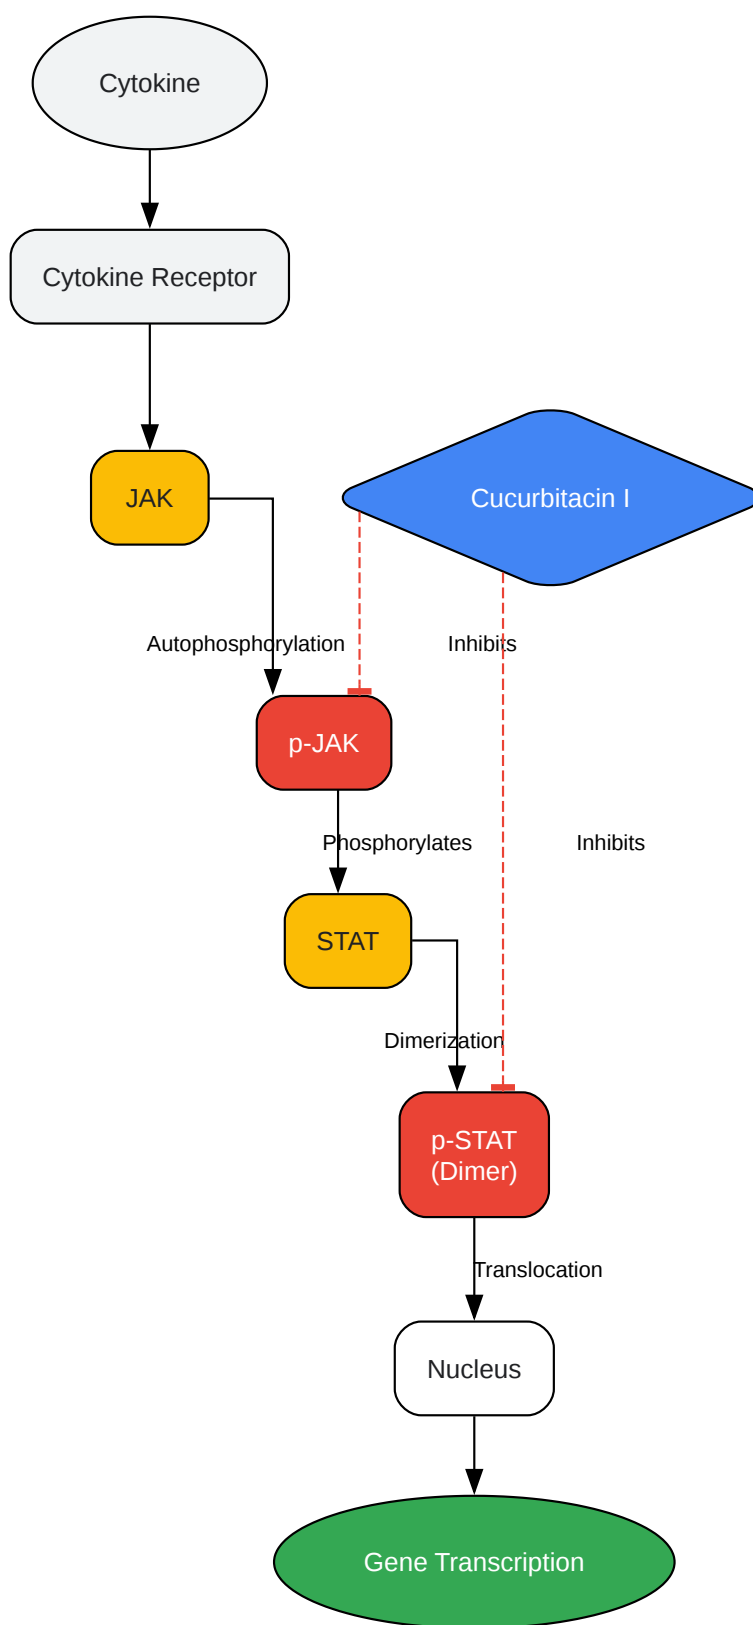 Cytokine
Cytokine Receptor
JAK
Cucurbitacin I
Autophosphorylation
Inhibits
p-JAK
Phosphorylates
Inhibits
STAT
Dimerization
p-STAT
(Dimer)
Translocation
Nucleus
Gene Transcription